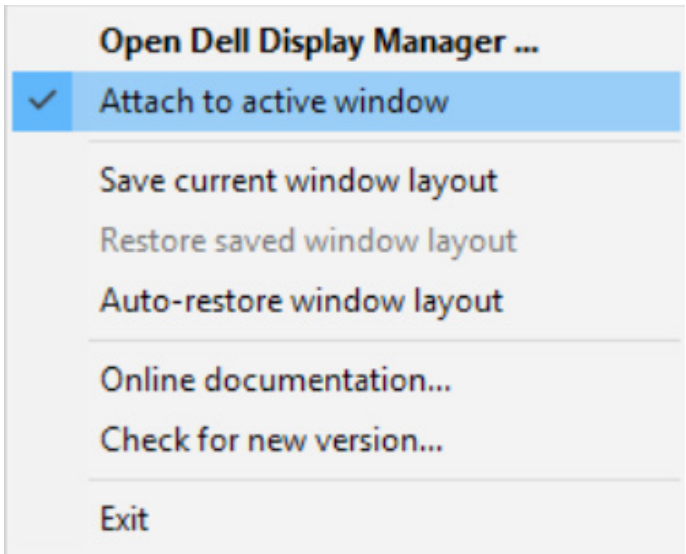 Open Dell Display Manager ...
Attach to active window
Save current window layout
Restore saved window layout
Auto-restore window layout
Online documentation...
Check for new version...
Exit